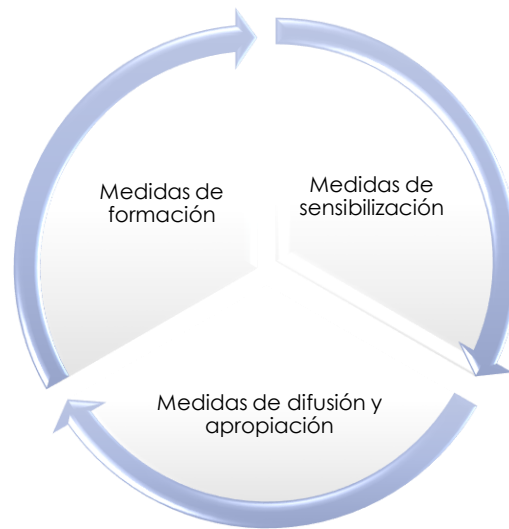 Medidas de
formación
Medidas de
sensibilización
Medidas de difusión y
apropiación